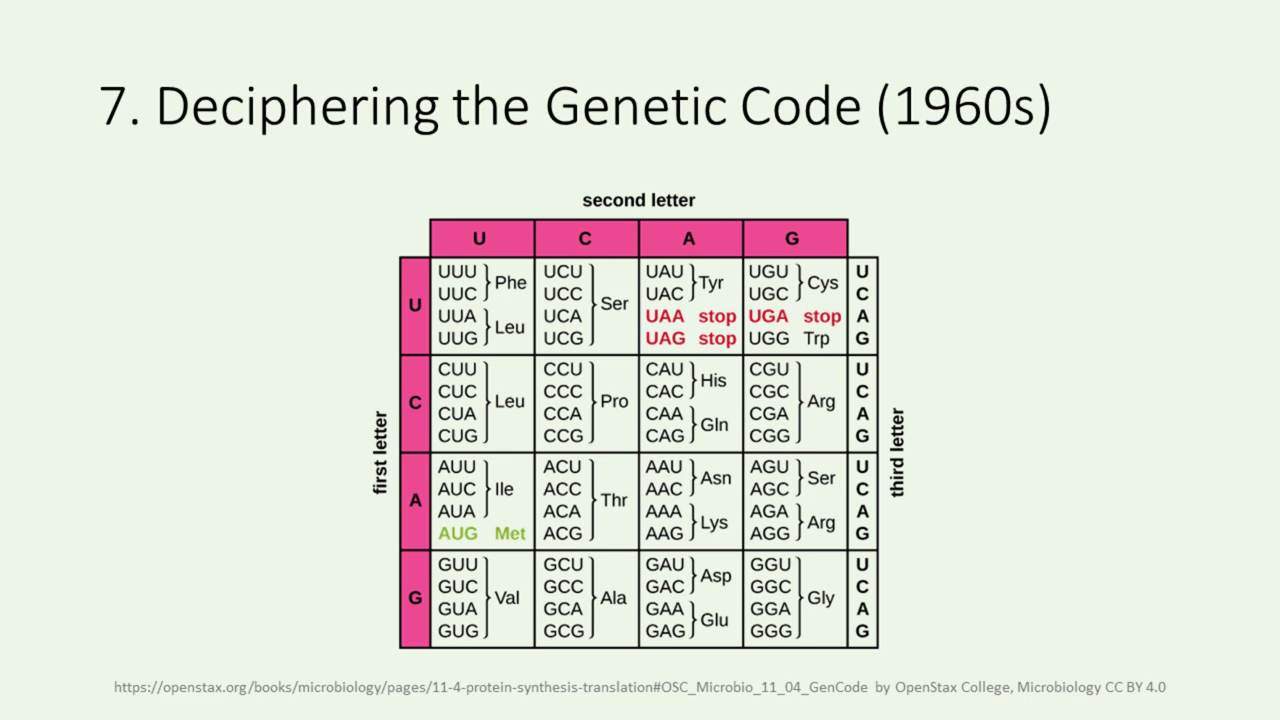 7. Deciphering the Genetic Code (1960s)
second letter
U C A G
first letter
third letter
U
UUU
UUC
Phe
UUA
UUG
Leu
UCU
UCC
UCA
UCG
Ser
UAU
UAC
Tyr
UAA stop
UAG stop
UGU
UGC
Cys
UGA stop
UGG Trp
U
C
A
G
C
CUU
CUC
CUA
CUG
Leu
CCU
CCC
CCA
CCG
Pro
CAU
CAC
His
CAA
CAG
Gln
CGU
CGC
CGA
CGG
Arg
U
C
A
G
A
AUU
AUC
AUA
Ile
AUG Met
ACU
ACC
ACA
ACG
Thr
AAU
AAC
Asn
AAA
AAG
Lys
AGU
AGC
Ser
AGA
AGG
Arg
U
C
A
G
G
GUU
GUC
GUA
GUG
Val
GCU
GCC
GCA
GCG
Ala
GAU
GAC
Asp
GAA
GAG
Glu
GGU
GGC
GGA
GGG
Gly
U
C
A
G
https://openstax.org/books/microbiology/pages/11-4-protein-synthesis-translation#OSC_Microbio_11_04_GenCode by OpenStax College, Microbiology CC BY 4.0